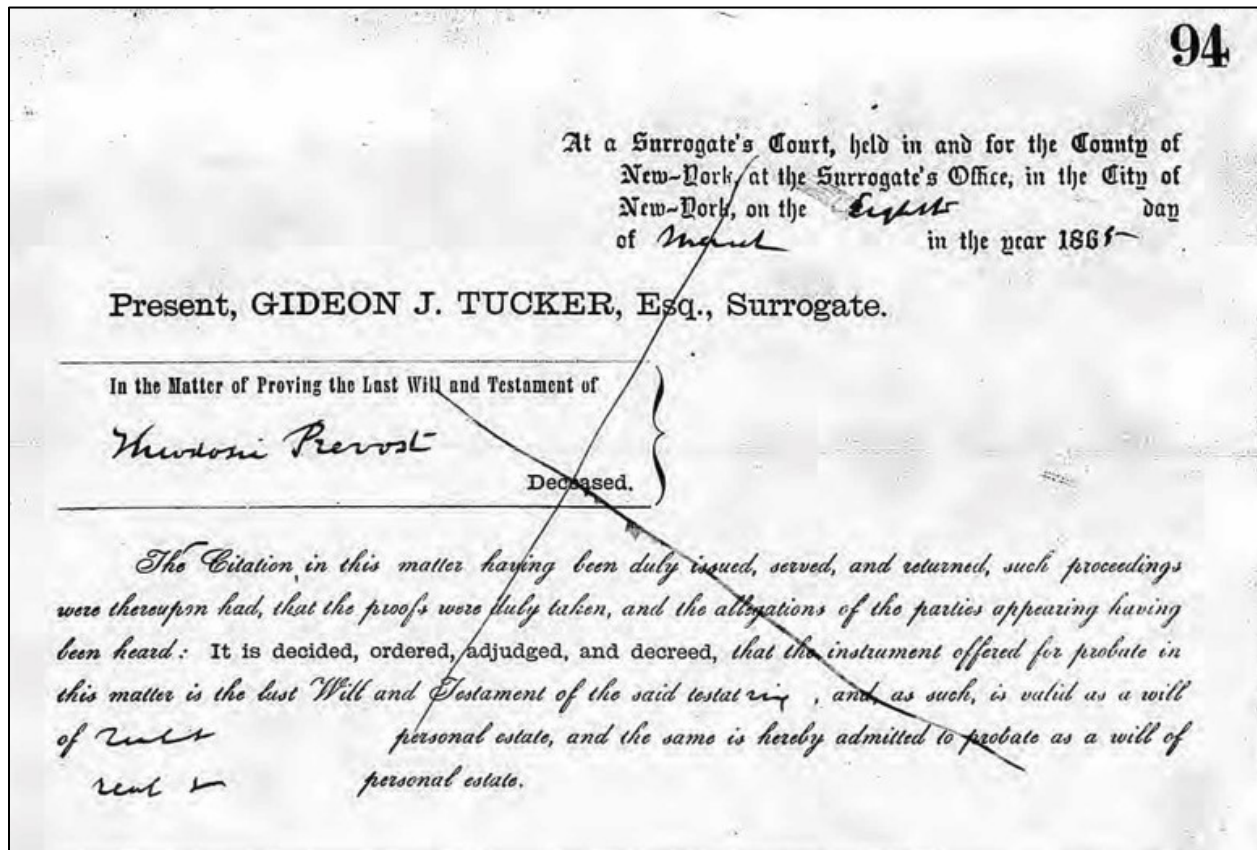 94
At a Surrogate's Court, held in and for the County of
New-York, at the Surrogate's Office, in the City of
New-York, on the Eighth day
of March in the year 1865
Present, GIDEON J. TUCKER, Esq., Surrogate.
In the Matter of Proving the Last Will and Testament of
Theodosia Prevost
Deceased.
The Citation in this matter having been duly issued, served, and returned, such proceedings
were thereupon had, that the proofs were duly taken, and the allegations of the parties appearing having
been heard: It is decided, ordered, adjudged, and decreed, that the instrument offered for probate in
this matter is the last Will and Testament of the said testatrix, and, as such, is valid as a will
of real & personal estate, and the same is hereby admitted to probate as a will of
real & personal estate.